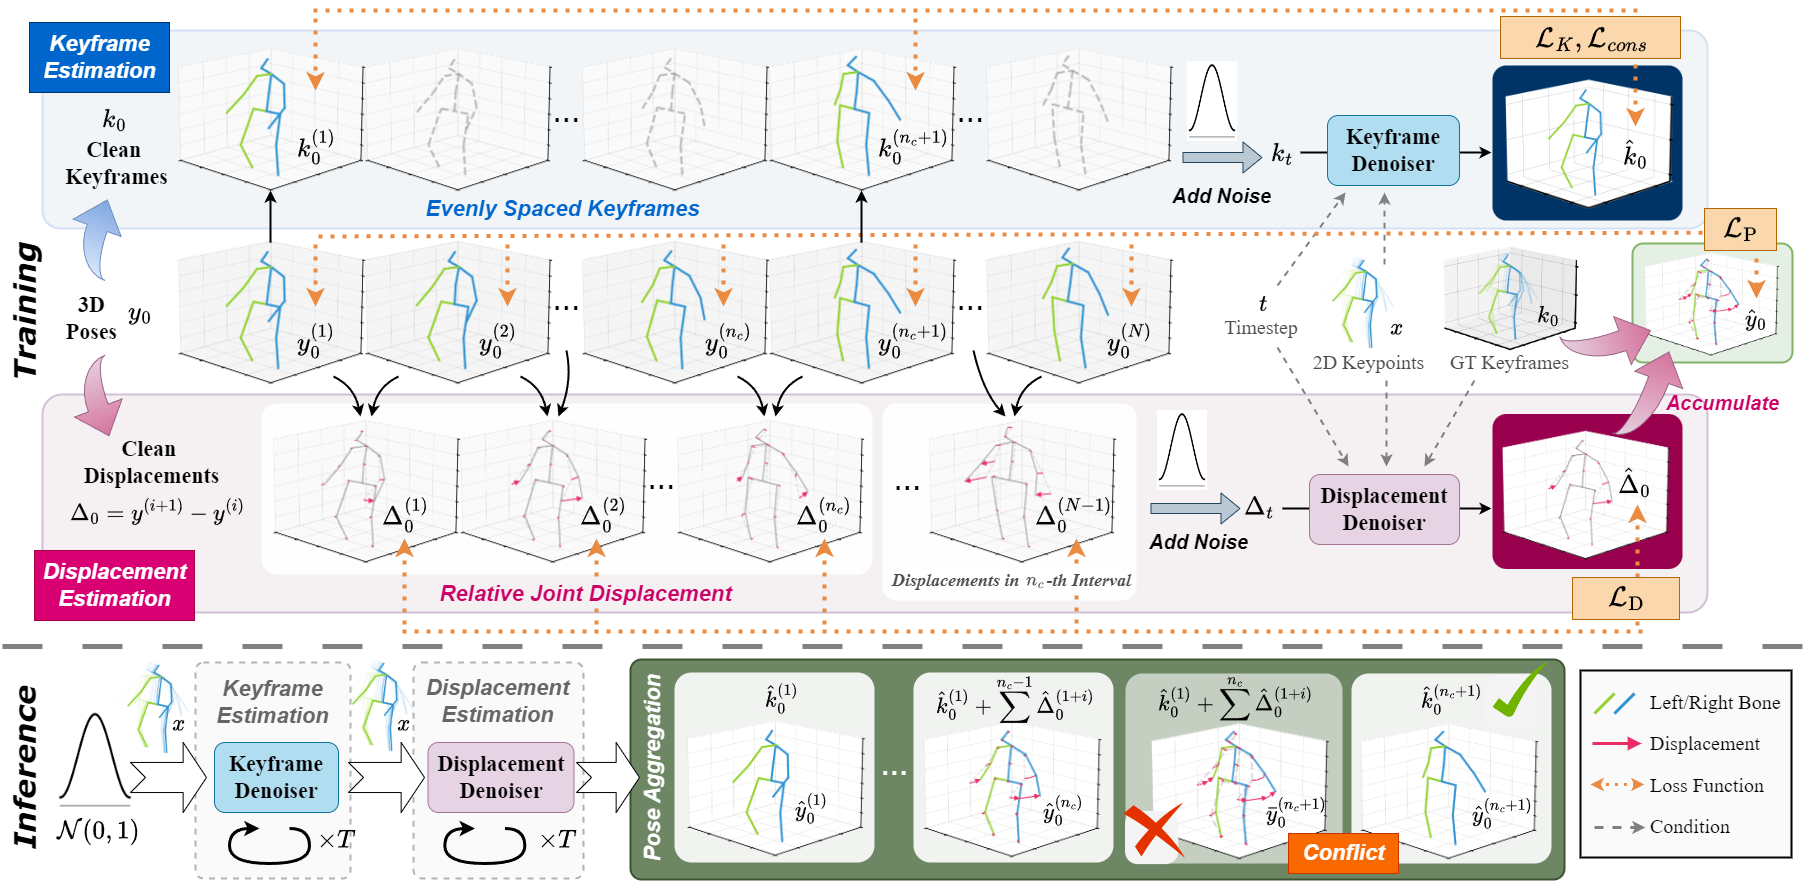 Keyframe
Estimation
$k_0$
Clean
Keyframes
$k_0^{(1)}$
...
$k_0^{(n_c+1)}$
...
Evenly Spaced Keyframes
Add Noise
$k_t$
Keyframe
Denoiser
$\mathcal{L}_K, \mathcal{L}_{cons}$
$\hat{k}_0$
Training
3D
Poses
$y_0$
$y_0^{(1)}$
$y_0^{(2)}$
...
$y_0^{(n_c)}$
$y_0^{(n_c+1)}$
...
$y_0^{(N)}$
$t$
Timestep
$x$
2D Keypoints
$k_0$
GT Keyframes
$\mathcal{L}_{\mathrm{P}}$
$\hat{y}_0$
Accumulate
Clean
Displacements
$\Delta_0 = y^{(i+1)} - y^{(i)}$
Displacement
Estimation
$\Delta_0^{(1)}$
$\Delta_0^{(2)}$
...
$\Delta_0^{(n_c)}$
...
$\Delta_0^{(N-1)}$
Displacements in $n_c$-th Interval
Relative Joint Displacement
Add Noise
$\Delta_t$
Displacement
Denoiser
$\hat{\Delta}_0$
$\mathcal{L}_{\mathrm{D}}$
Inference
$\mathcal{N}(0,1)$
$x$
Keyframe
Estimation
Keyframe
Denoiser
$\times T$
$x$
Displacement
Estimation
Displacement
Denoiser
$\times T$
Pose Aggregation
$\hat{k}_0^{(1)}$
$\hat{y}_0^{(1)}$
...
$\hat{k}_0^{(1)} + \sum^{n_c-1} \hat{\Delta}_0^{(1+i)}$
$\hat{y}_0^{(n_c)}$
$\hat{k}_0^{(1)} + \sum^{n_c} \hat{\Delta}_0^{(1+i)}$
$\bar{y}_0^{(n_c+1)}$
Conflict
$\hat{k}_0^{(n_c+1)}$
$\hat{y}_0^{(n_c+1)}$
Left/Right Bone
Displacement
Loss Function
Condition